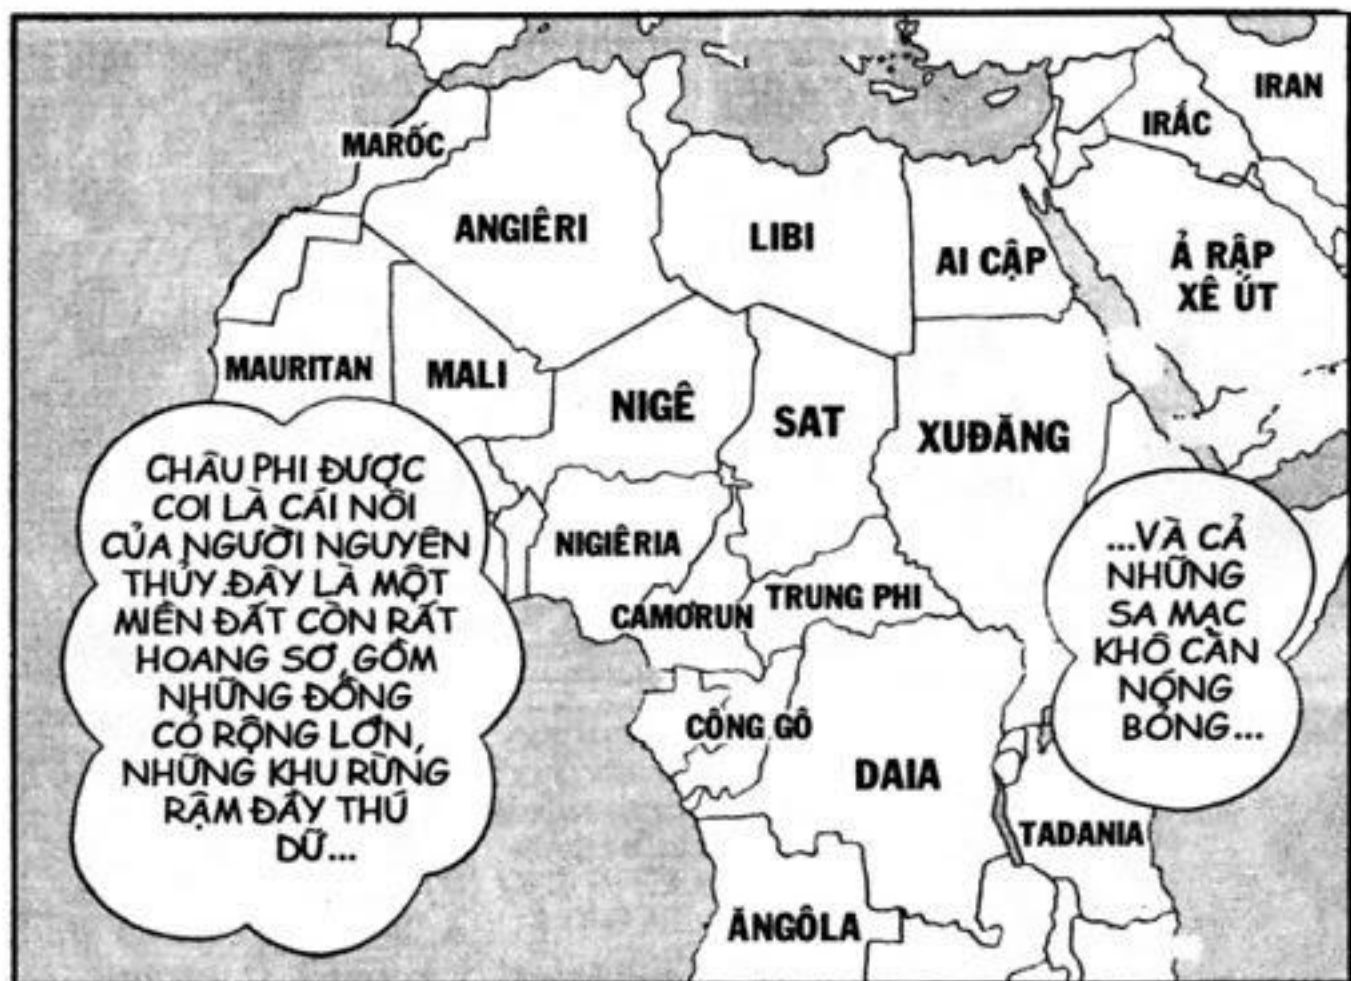 IRAN
IRẮC
MARỐC
ANGIÊRI
LIBI
AI CẬP
Ả RẬP
XÊ ÚT
MAURITAN
MALI
NIGÊ
SAT
XUĐĂNG
CHÂU PHI ĐƯỢC
COI LÀ CÁI NÔI
CỦA NGƯỜI NGUYÊN
THỦY. ĐÂY LÀ MỘT
MIỀN ĐẤT CÒN RẤT
HOANG SƠ, GỒM
NHỮNG ĐỒNG
CỎ RỘNG LỚN,
NHỮNG KHU RỪNG
RẬM ĐẦY THÚ
DỮ...
NIGIÊRIA
CAMƠRUN
TRUNG PHI
...VÀ CẢ
NHỮNG
SA MẠC
KHÔ CẰN
NÓNG
BỎNG...
CÔNG GÔ
DAIA
TADANIA
ĂNGÔLA